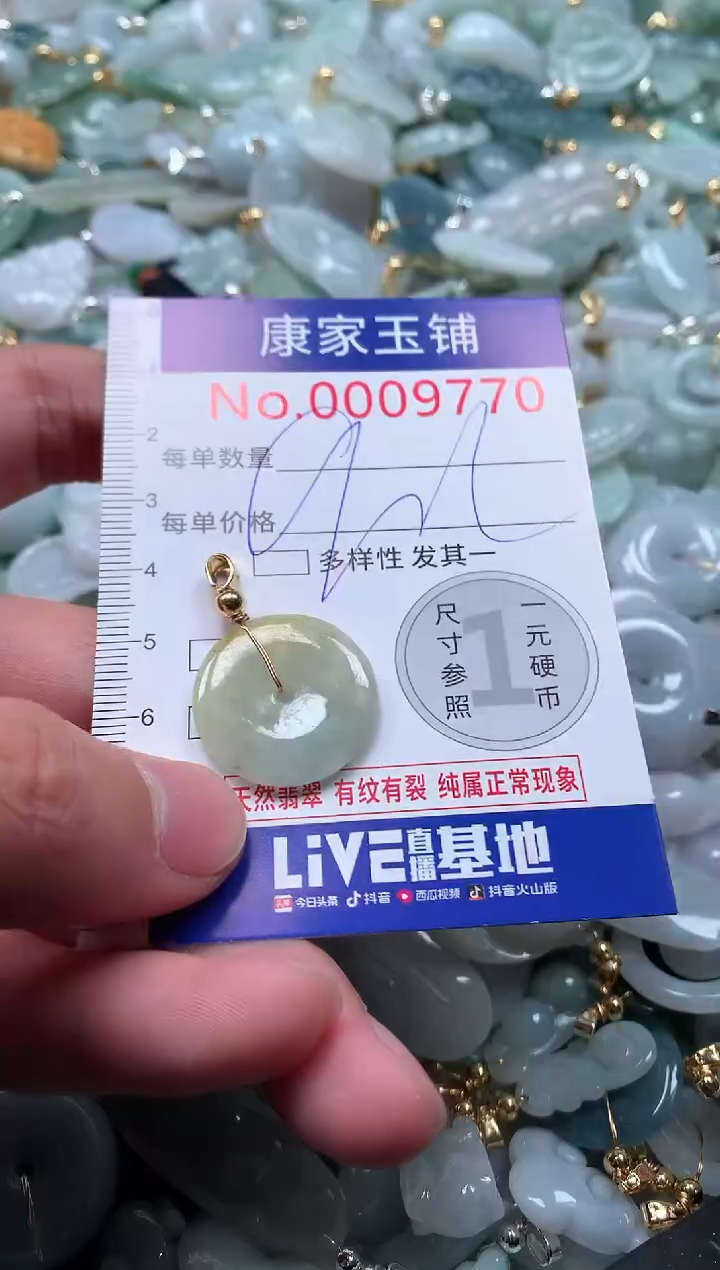 康家玉铺
No.0009770
每单数量
每单价格
多样性 发其一
尺寸参照
1
一元硬币
2
3
4
5
6
天然翡翠 有纹有裂 纯属正常现象
LiVE直播基地
头条 今日头条 抖音 西瓜视频 抖音火山版